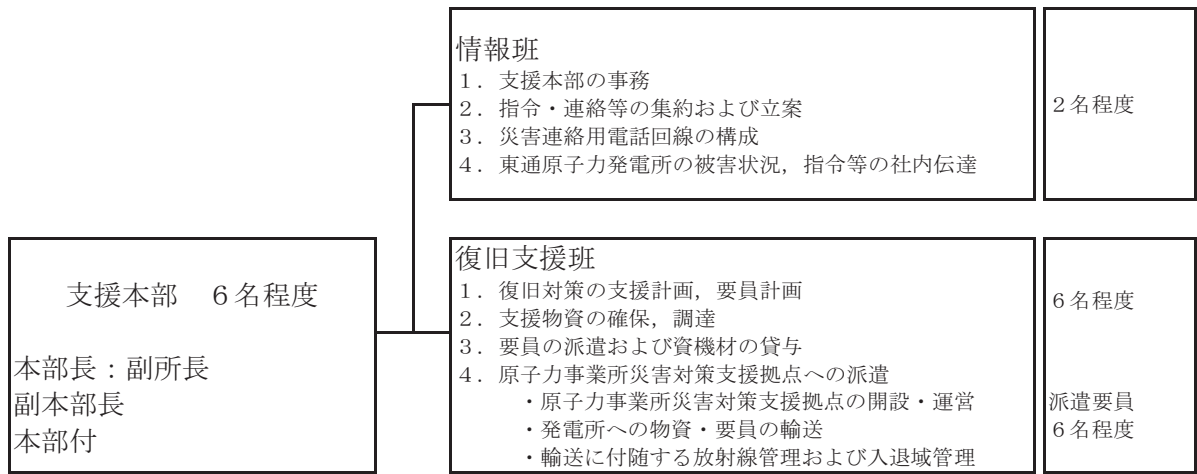 情報班
１．支援本部の事務
２．指令・連絡等の集約および立案
３．災害連絡用電話回線の構成
４．東通原子力発電所の被害状況，指令等の社内伝達
２名程度
支援本部　６名程度
本部長：副所長
副本部長
本部付
復旧支援班
１．復旧対策の支援計画，要員計画
２．支援物資の確保，調達
３．要員の派遣および資機材の貸与
４．原子力事業所災害対策支援拠点への派遣
・原子力事業所災害対策支援拠点の開設・運営
・発電所への物資・要員の輸送
・輸送に付随する放射線管理および入退域管理
６名程度
派遣要員
６名程度